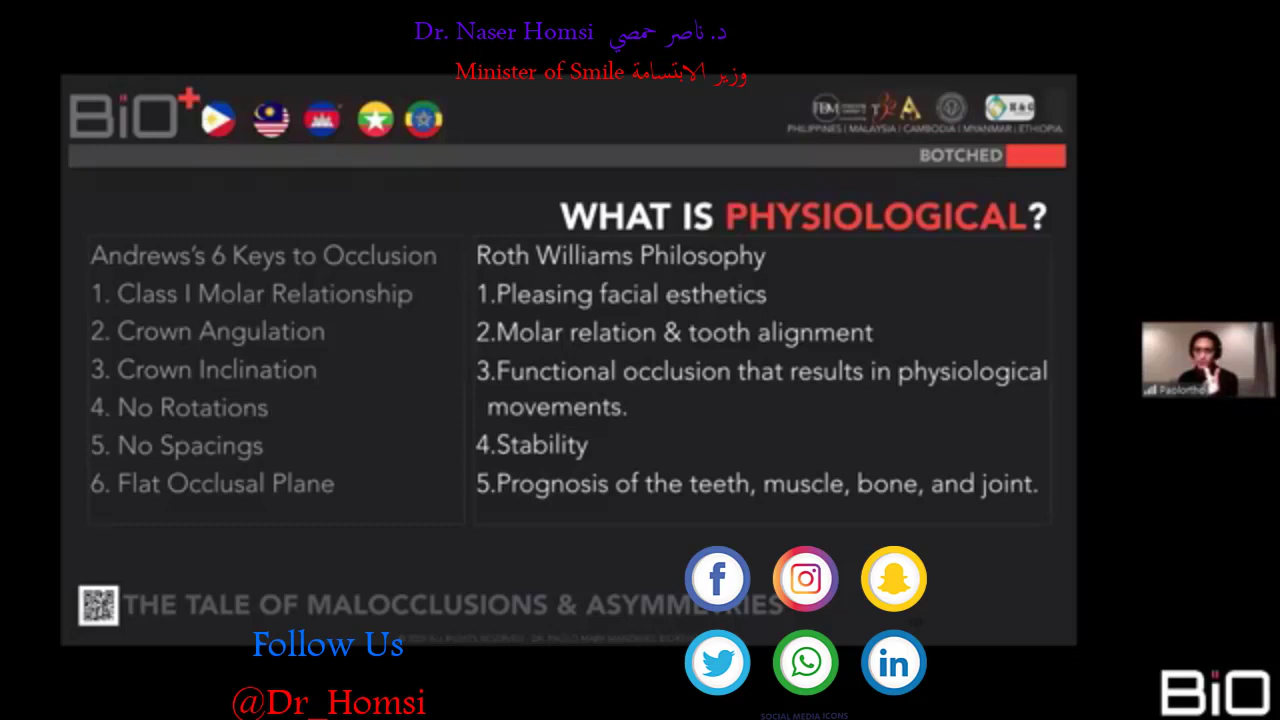 Dr. Naser Homsi د. ناصر حمصي
Minister of Smile وزير الابتسامة
BiO+
PHILIPPINES | MALAYSIA | CAMBODIA | MYANMAR | ETHIOPIA
BOTCHED
WHAT IS PHYSIOLOGICAL?
Andrews's 6 Keys to Occlusion
1. Class I Molar Relationship
2. Crown Angulation
3. Crown Inclination
4. No Rotations
5. No Spacings
6. Flat Occlusal Plane
Roth Williams Philosophy
1.Pleasing facial esthetics
2.Molar relation & tooth alignment
3.Functional occlusion that results in physiological
movements.
4.Stability
5.Prognosis of the teeth, muscle, bone, and joint.
Paolortho
THE TALE OF MALOCCLUSIONS & ASYMMETRIES
Follow Us
@Dr_Homsi
SOCIAL MEDIA ICONS
BiO